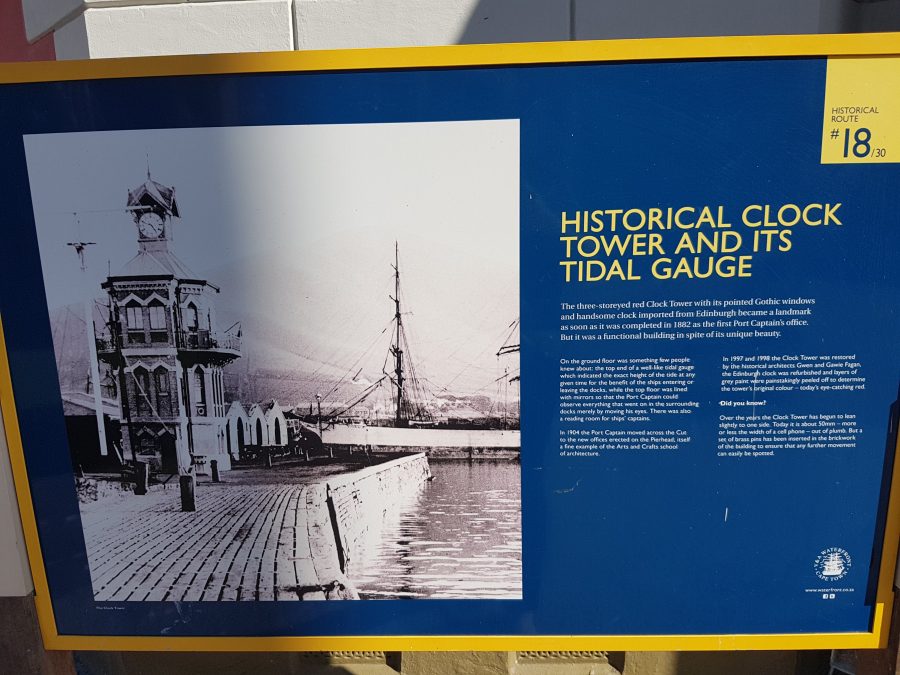 HISTORICAL
ROUTE
#18/30
HISTORICAL CLOCK
TOWER AND ITS
TIDAL GAUGE
The three-storeyed red Clock Tower with its pointed Gothic windows
and handsome clock imported from Edinburgh became a landmark
as soon as it was completed in 1882 as the first Port Captain's office.
But it was a functional building in spite of its unique beauty.
On the ground floor was something few people
knew about: the top end of a well-like tidal gauge
which indicated the exact height of the tide at any
given time for the benefit of the ships entering or
leaving the docks, while the top floor was lined
with mirrors so that the Port Captain could
observe everything that went on in the surrounding
docks merely by moving his eyes. There was also
a reading room for ships' captains.
In 1904 the Port Captain moved across the Cut
to the new offices erected on the Pierhead; itself
a fine example of the Arts and Crafts school
of architecture.
In 1997 and 1998 the Clock Tower was restored
by the historical architects Gwen and Gawie Fagan,
the Edinburgh clock was refurbished and layers of
grey paint were painstakingly peeled off to determine
the tower's original colour – today's eye-catching red.
Did you know?
Over the years the Clock Tower has begun to lean
slightly to one side. Today it is about 50mm – more
or less the width of a cell phone – out of plumb. But a
set of brass pins has been inserted in the brickwork
of the building to ensure that any further movement
can easily be spotted.
The Clock Tower
V&A WATERFRONT
CAPE TOWN
www.waterfront.co.za